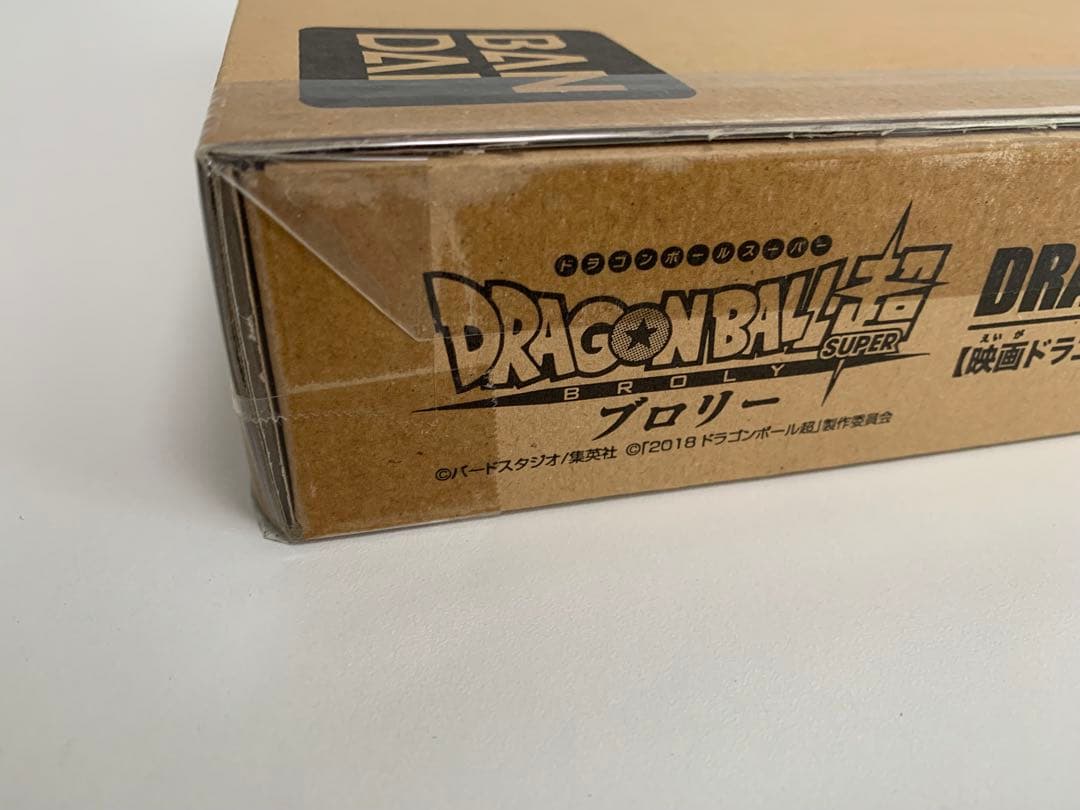 BAN
DAI
ドラゴンボールスーパー
DRAGON BALL超
SUPER
BROLY
ブロリー
©バードスタジオ/集英社 ©「2018 ドラゴンボール超」製作委員会
DRA
えいが
【映画ドラゴ